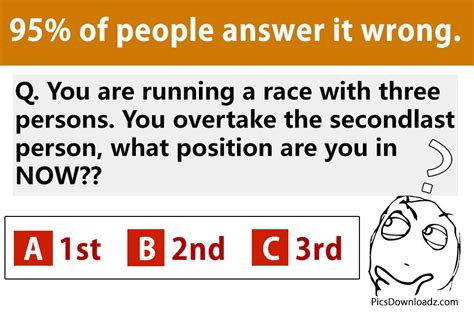 95% of people answer it wrong.
Q. You are running a race with three
persons. You overtake the secondlast
person, what position are you in
NOW??
A 1st B 2nd C 3rd
PicsDownloadz.com